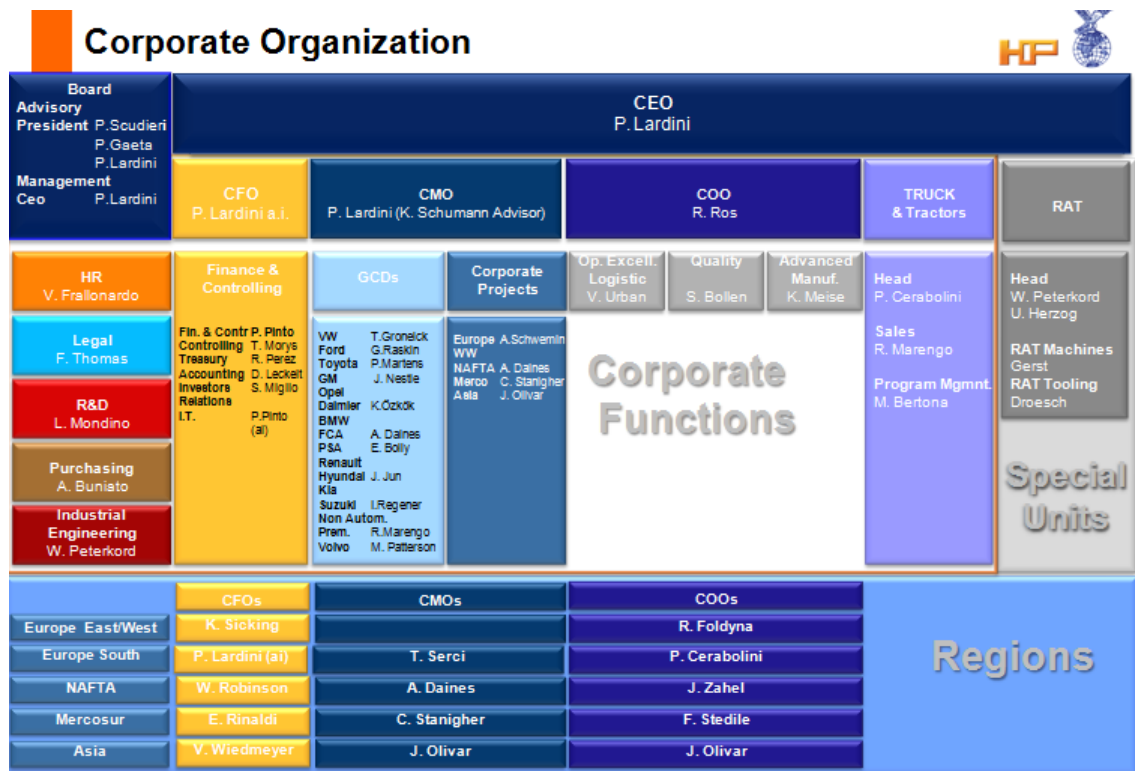 Corporate Organization
HP
Board
Advisory
President P.Scudieri
P.Gaeta
P.Lardini
Management
Ceo P.Lardini
CEO
P. Lardini
CFO
P. Lardini a.i.
CMO
P. Lardini (K. Schumann Advisor)
COO
R. Ros
TRUCK
& Tractors
RAT
HR
V. Frallonardo
Legal
F. Thomas
R&D
L. Mondino
Purchasing
A. Buniato
Industrial
Engineering
W. Peterkord
Finance &
Controlling
Fin. & Contr P. Pinto
Controlling T. Morys
Treasury R. Perez
Accounting D. Leckeit
Investors S. Miglio
Relations
I.T. P.Pinto
(ai)
GCDs
VW T.Groneick
Ford G.Raskin
Toyota P.Martens
GM J. Nestle
Opel
Daimler K.Özkök
BMW
FCA A. Daines
PSA E. Bolly
Renault
Hyundai J. Jun
Kia
Suzuki I.Regener
Non Autom.
Prem. R.Marengo
Volvo M. Patterson
Corporate
Projects
Europe A.Schwemin
WW
NAFTA A. Daines
Merco C. Stanigher
Asia J. Olivar
Op. Excell.
Logistic
V. Urban
Quality
S. Bollen
Advanced
Manuf.
K. Meise
Corporate
Functions
Head
P. Cerabolini
Sales
R. Marengo
Program Mgmnt.
M. Bertona
Head
W. Peterkord
U. Herzog
RAT Machines
Gerst
RAT Tooling
Droesch
Special
Units
CFOs CMOs COOs
Europe East/West K. Sicking R. Foldyna
Europe South P. Lardini (ai) T. Serci P. Cerabolini
NAFTA W. Robinson A. Daines J. Zahel
Mercosur E. Rinaldi C. Stanigher F. Stedile
Asia V. Wiedmeyer J. Olivar J. Olivar
Regions